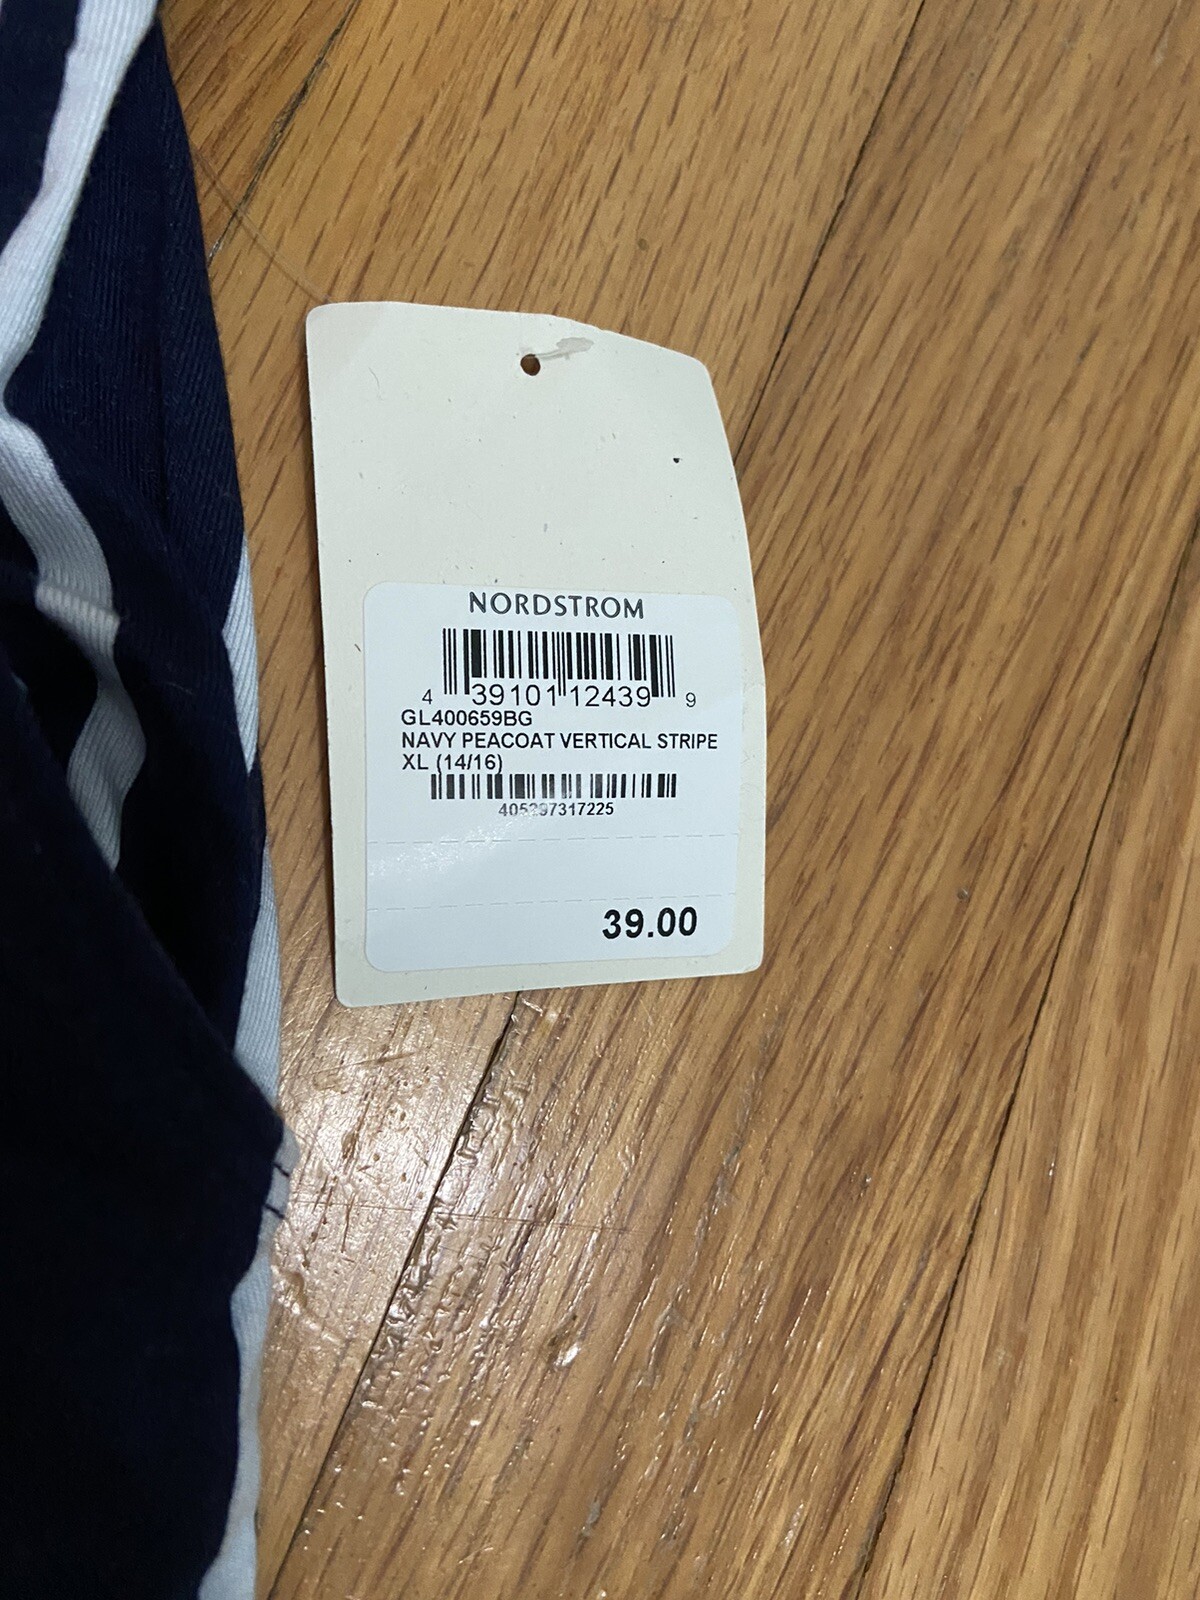 NORDSTROM
4 39101 12439 9
GL400659BG
NAVY PEACOAT VERTICAL STRIPE
XL (14/16)
405297317225
39.00